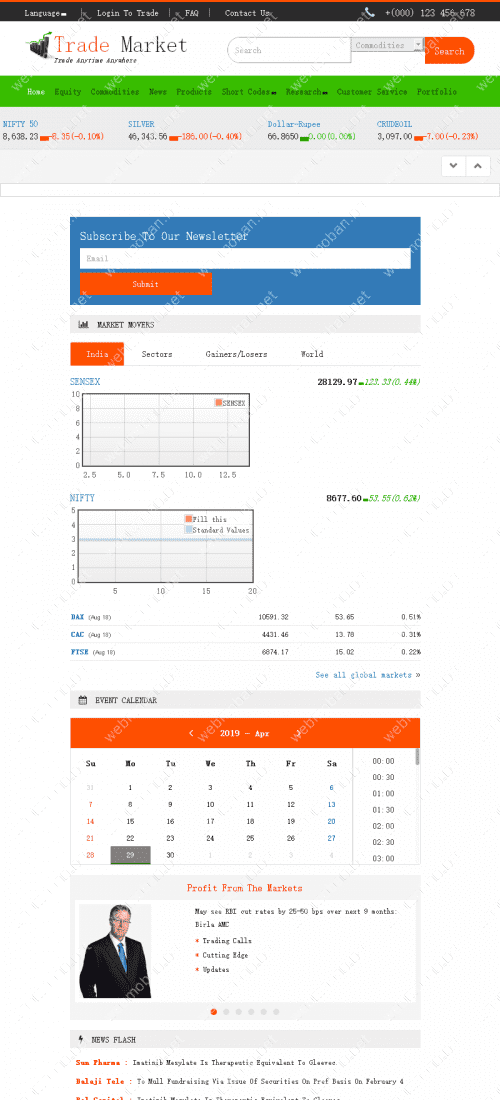 Language
Login To Trade
FAQ
Contact Us
+(000) 123 456 678
Trade Market
Trade Anytime Anywhere
Search
Commodities
Search
Home Equity Commodities News Products Short Codes Research Customer Service Portfolio
NIFTY 50 SILVER Dollar-Rupee CRUDEOIL
8,638.23 -8.35(-0.10%) 46,343.56 -186.00(-0.40%) 66.8650 0.00(0.00%) 3,097.00 -7.00(-0.23%)
Subscribe To Our Newsletter
Email
Submit
MARKET MOVERS
India Sectors Gainers/Losers World
SENSEX 28129.97 123.33(0.44%)
SENSEX
10
8
6
4
2
0
2.5 5.0 7.5 10.0 12.5
NIFTY 8677.60 53.55(0.62%)
Fill this
Standard Values
5
4
3
2
1
0
5 10 15 20
DAX (Aug 18) 10591.32 53.65 0.51%
CAC (Aug 18) 4431.46 13.78 0.31%
FTSE (Aug 18) 6874.17 15.02 0.22%
See all global markets »
EVENT CALENDAR
2019 - Apr
Su Mo Tu We Th Fr Sa
31 1 2 3 4 5 6
7 8 9 10 11 12 13
14 15 16 17 18 19 20
21 22 23 24 25 26 27
28 29 30 1 2 3 4
00:00
00:30
01:00
01:30
02:00
02:30
03:00
Profit From The Markets
May see RBI cut rates by 25-50 bps over next 9 months:
Birla AMC
* Trading Calls
* Cutting Edge
* Updates
NEWS FLASH
Sun Pharma : Imatinib Mesylate Is Therapeutic Equivalent To Gleevec.
Balaji Tele : To Mull Fundraising Via Issue Of Securities On Pref Basis On February 4